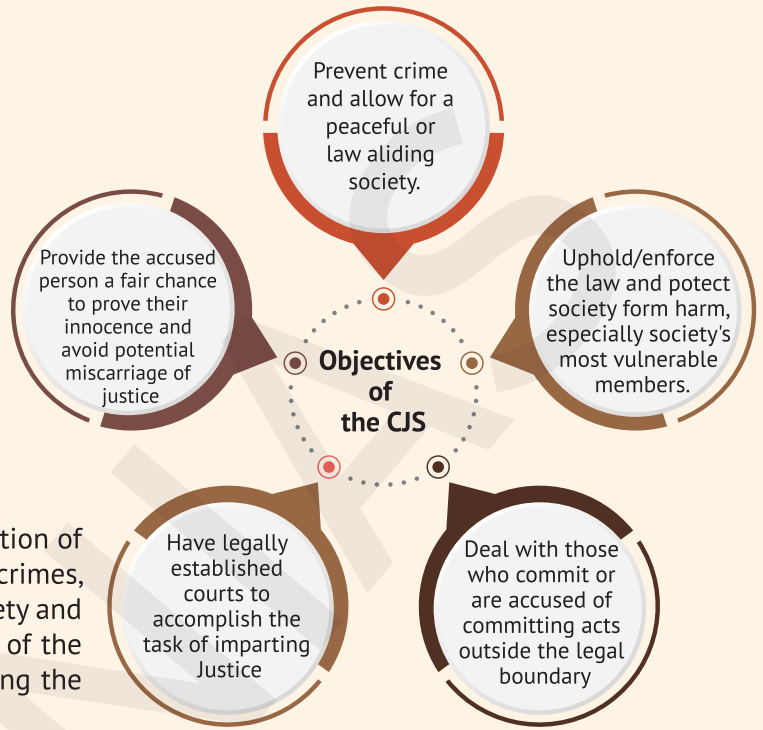 Prevent crime
and allow for a
peaceful or
law aliding
society.
Provide the accused
person a fair chance
to prove their
innocence and
avoid potential
miscarriage of
justice
Uphold/enforce
the law and potect
society form harm,
especially society's
most vulnerable
members.
Objectives
of
the CJS
Have legally
established
courts to
accomplish the
task of imparting
Justice
Deal with those
who commit or
are accused of
committing acts
outside the legal
boundary
tion of
crimes,
ety and
of the
ng the